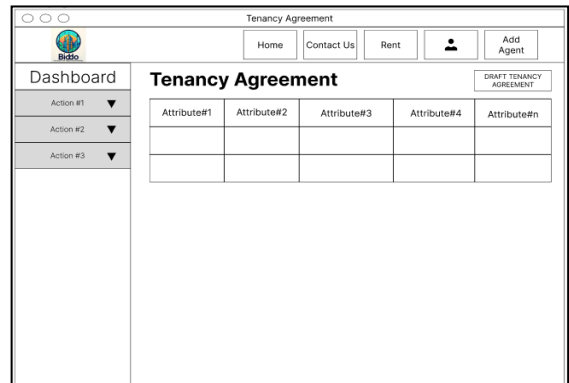 Tenancy Agreement
Biddo
Home
Contact Us
Rent
Add
Agent
Dashboard
Action #1
Action #2
Action #3
Tenancy Agreement
DRAFT TENANCY
AGREEMENT
Attribute#1 Attribute#2 Attribute#3 Attribute#4 Attribute#n